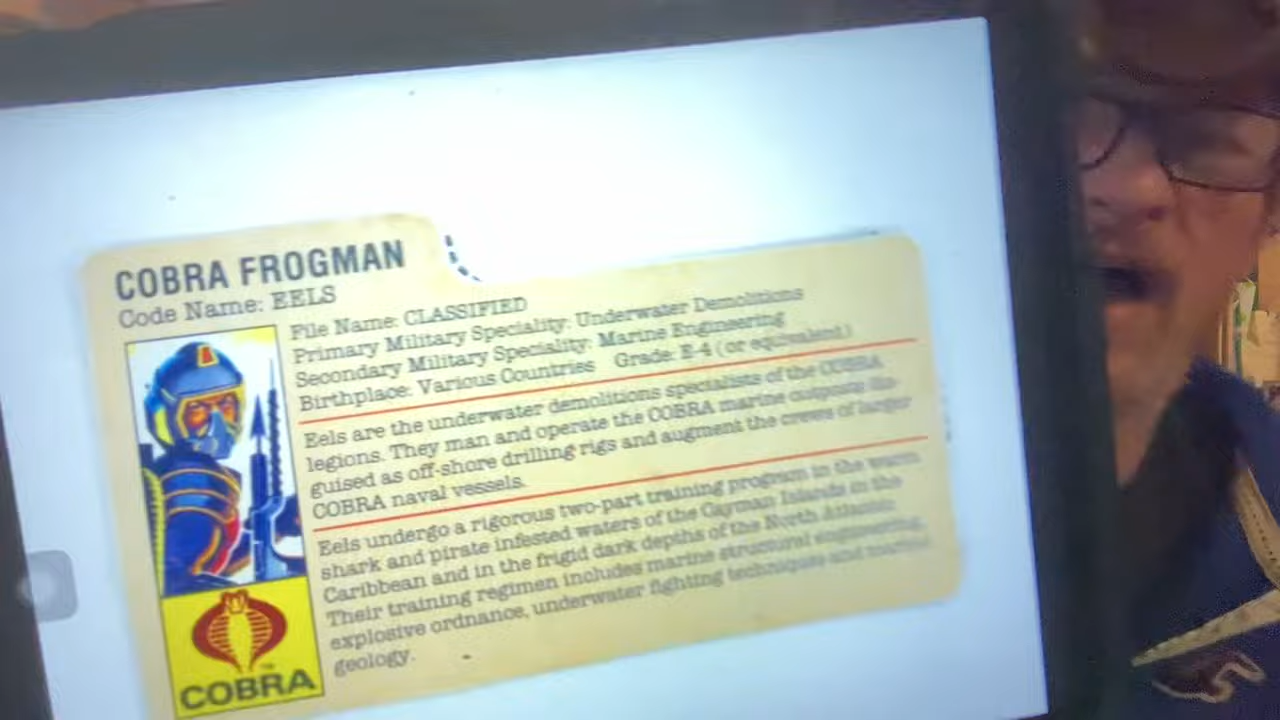 COBRA FROGMAN
Code Name: EELS
File Name: CLASSIFIED
Primary Military Speciality: Underwater Demolitions
Secondary Military Speciality: Marine Engineering
Birthplace: Various Countries Grade: E-4 (or equivalent)
Eels are the underwater demolitions specialists of the COBRA
legions. They man and operate the COBRA marine outposts dis-
guised as off-shore drilling rigs and augment the crews of larger
COBRA naval vessels.
Eels undergo a rigorous two-part training program in the warm
shark and pirate infested waters of the Cayman Islands in the
Caribbean and in the frigid dark depths of the North Atlantic.
Their training regimen includes marine structural engineering,
explosive ordnance, underwater fighting techniques and
geology.
COBRA
TM